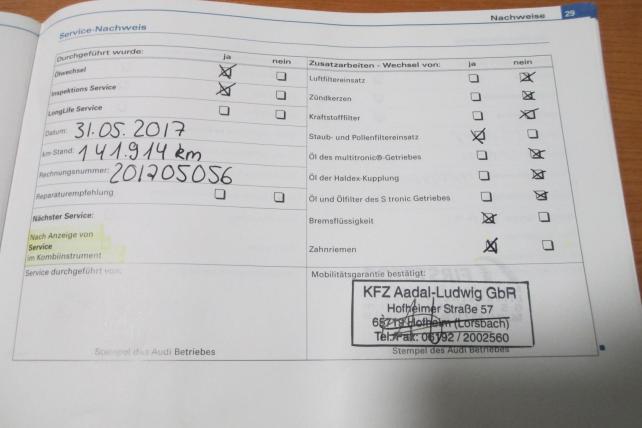 Nachweise 29
Service-Nachweis
Durchgeführt wurde: ja nein
Ölwechsel
Inspektions Service
LongLife Service
Datum: 31.05.2017
km-Stand: 141.914 km
Rechnungsnummer: 201705056
Reparaturempfehlung
Nächster Service:
Nach Anzeige von
Service
im Kombiinstrument
Service durchgeführt von:
Stempel des Audi Betriebes
Zusatzarbeiten - Wechsel von: ja nein
Luftfiltereinsatz
Zündkerzen
Kraftstofffilter
Staub- und Pollenfiltereinsatz
Öl des multitronic®-Getriebes
Öl der Haldex-Kupplung
Öl und Ölfilter des S tronic Getriebes
Bremsflüssigkeit
Zahnriemen
Mobilitätsgarantie bestätigt:
KFZ Aadal-Ludwig GbR
Hofheimer Straße 57
65719 Hofheim (Lorsbach)
Tel./Fax: 06192 / 2002560
Stempel des Audi Betriebes